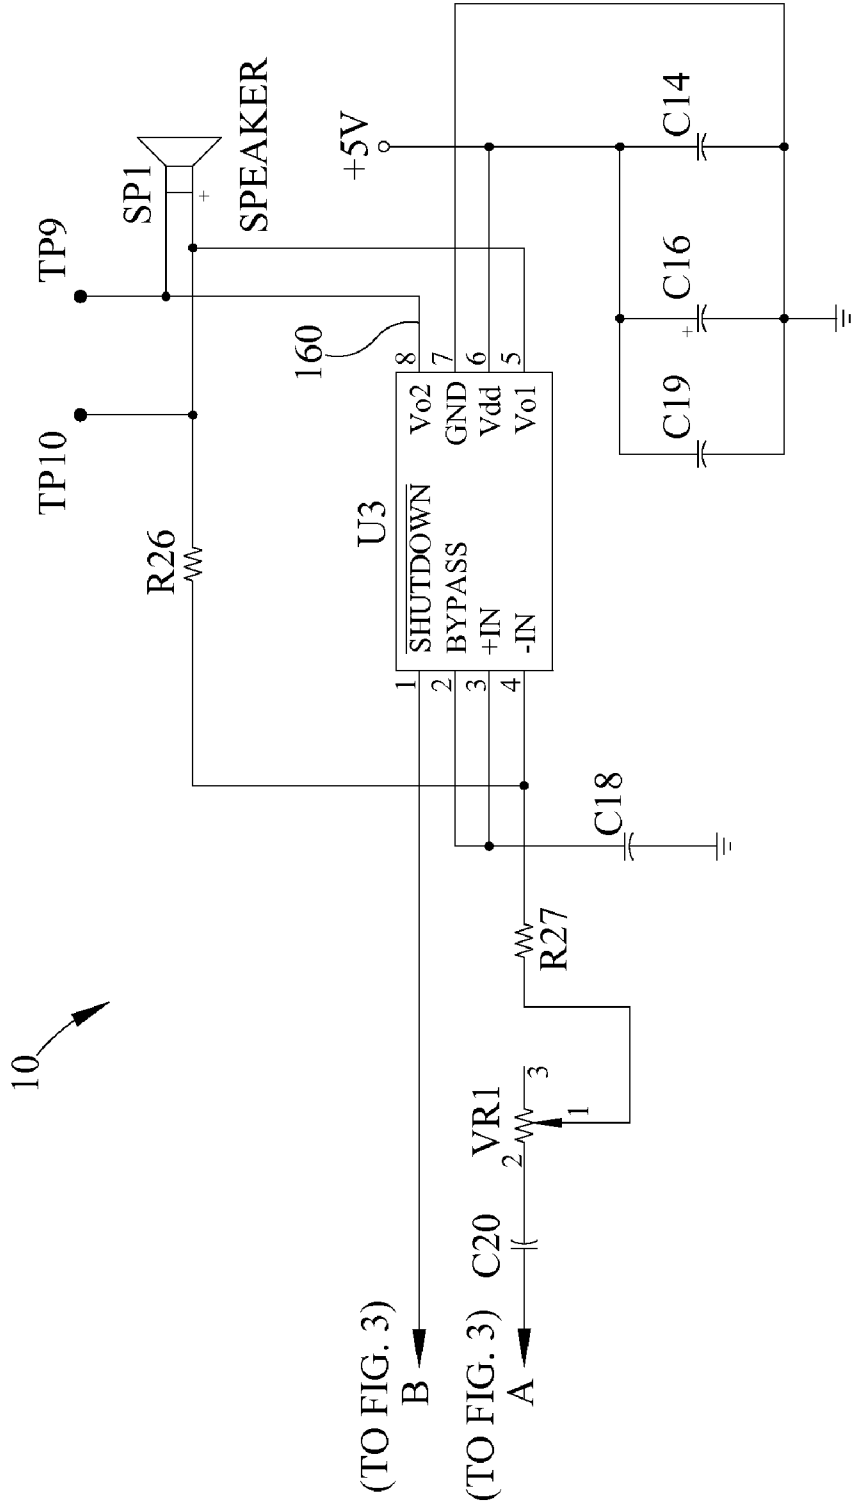 10
TP10
TP9
SP1
+
SPEAKER
R26
160
+5V
U3
1
SHUTDOWN
Vo2
8
2
BYPASS
GND
7
3
+IN
Vdd
6
4
-IN
Vo1
5
(TO FIG. 3)
B
(TO FIG. 3)
A
C20
VR1
2
3
1
R27
C18
C19
C16
+
C14